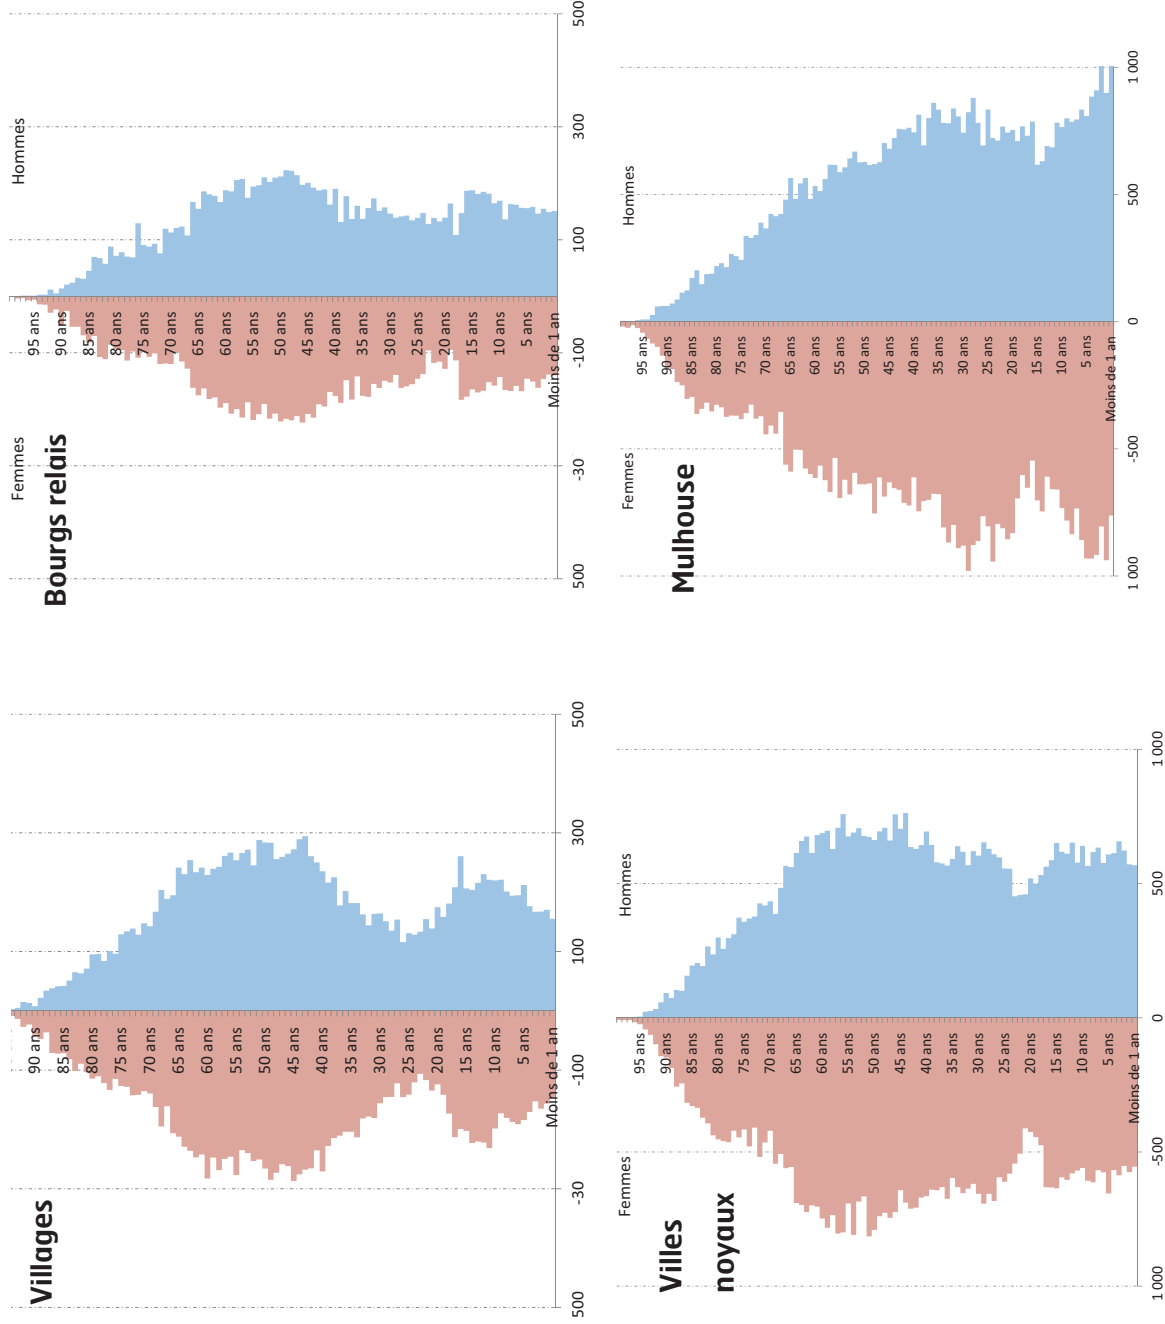 Villages
90 ans
85 ans
80 ans
75 ans
70 ans
65 ans
60 ans
55 ans
50 ans
45 ans
40 ans
35 ans
30 ans
25 ans
20 ans
15 ans
10 ans
5 ans
Moins de 1 an
500 -30 -100 100 300 500
Femmes Hommes
Bourgs relais
95 ans
90 ans
85 ans
80 ans
75 ans
70 ans
65 ans
60 ans
55 ans
50 ans
45 ans
40 ans
35 ans
30 ans
25 ans
20 ans
15 ans
10 ans
5 ans
Moins de 1 an
500 -30 -100 100 300 500
Femmes Hommes
Villes
noyaux
95 ans
90 ans
85 ans
80 ans
75 ans
70 ans
65 ans
60 ans
55 ans
50 ans
45 ans
40 ans
35 ans
30 ans
25 ans
20 ans
15 ans
10 ans
5 ans
Moins de 1 an
1 000 -500 0 500 1 000
Femmes Hommes
Mulhouse
95 ans
90 ans
85 ans
80 ans
75 ans
70 ans
65 ans
60 ans
55 ans
50 ans
45 ans
40 ans
35 ans
30 ans
25 ans
20 ans
15 ans
10 ans
5 ans
Moins de 1 an
1 000 -500 0 500 1 000